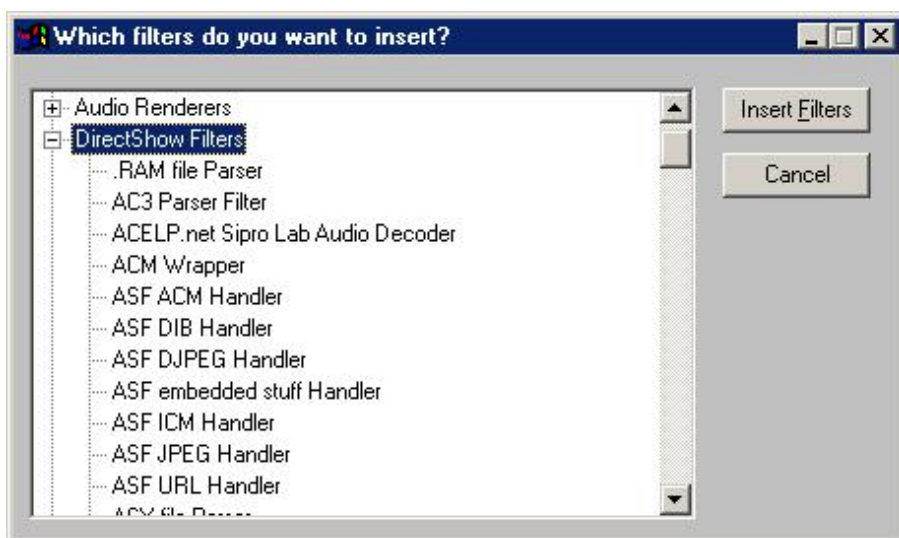 Which filters do you want to insert?
Audio Renderers
DirectShow Filters
.RAM file Parser
AC3 Parser Filter
ACELP.net Sipro Lab Audio Decoder
ACM Wrapper
ASF ACM Handler
ASF DIB Handler
ASF DJPEG Handler
ASF embedded stuff Handler
ASF ICM Handler
ASF JPEG Handler
ASF URL Handler
Insert Filters
Cancel